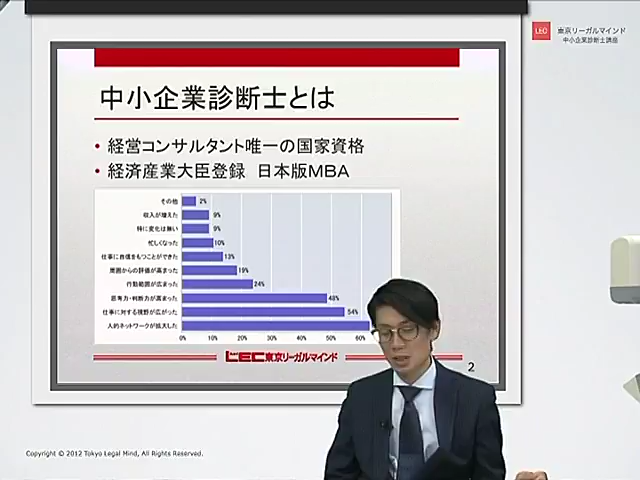 LEC 東京リーガルマインド
中小企業診断士講座
中小企業診断士とは
• 経営コンサルタント唯一の国家資格
• 経済産業大臣登録 日本版MBA
その他 2%
収入が増えた 9%
特に変化は無い 9%
忙しくなった 10%
仕事に自信をもつことができた 13%
周囲からの評価が高まった 19%
行動範囲が広まった 24%
思考力・判断力が高まった 48%
仕事に対する視野が広がった 54%
人的ネットワークが拡大した
0% 10% 20% 30% 40% 50% 60%
LEC東京リーガルマインド
2
Copyright © 2012 Tokyo Legal Mind, All Rights Reserved.